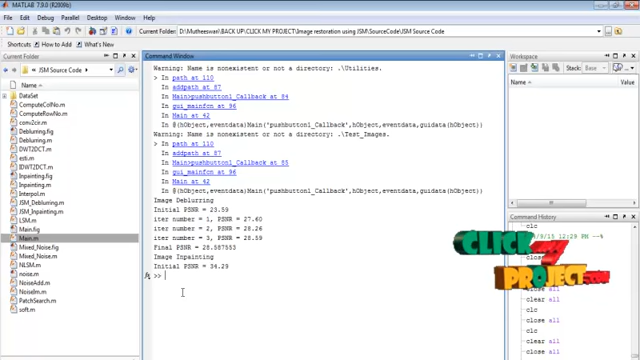 MATLAB 7.9.0 (R2009b)
File Edit Debug Parallel Desktop Window Help
Current Folder: D:\Mutheeswari\BACK UP\CLICK MY PROJECT\Image restoration using JSM\SourceCode\JSM Source Code
Shortcuts How to Add What's New
Current Folder
JSM Source Code
Name
DataSet
ComputeColNo.m
ComputeRowNo.m
com2cir.m
Deblurring.fig
Deblurring.m
DWT2DCT.m
esti.m
IDWT2DCT.m
Inpainting.fig
Inpainting.m
Interpol.m
JSM_Deblurring.m
JSM_Inpainting.m
LSM.m
Main.fig
Main.m
Mixed_Noise.fig
Mixed_Noise.m
NLSM.m
noise.m
NoiseAdd.m
NoiseIm.m
PatchSearch.m
soft.m
Command Window
Warning: Name is nonexistent or not a directory: .\Utilities.
> In path at 110
In addpath at 87
In Main>pushbutton1_Callback at 84
In gui_mainfcn at 96
In Main at 42
In @(hObject,eventdata)Main('pushbutton1_Callback',hObject,eventdata,guidata(hObject))
Warning: Name is nonexistent or not a directory: .\Test_Images.
> In path at 110
In addpath at 87
In Main>pushbutton1_Callback at 85
In gui_mainfcn at 96
In Main at 42
In @(hObject,eventdata)Main('pushbutton1_Callback',hObject,eventdata,guidata(hObject))
Image Deblurring
Initial PSNR = 23.59
iter number = 1, PSNR = 27.60
iter number = 2, PSNR = 28.26
iter number = 3, PSNR = 28.59
Final PSNR = 28.587553
Image Inpainting
Initial PSNR = 34.29
fx >>
Workspace
Stack: Base
Name Value
Command History
clc
12:29 PM --%
CLICK MY PROJECT.COM
close all
clear all
clc
close all
clc
clear all
close all